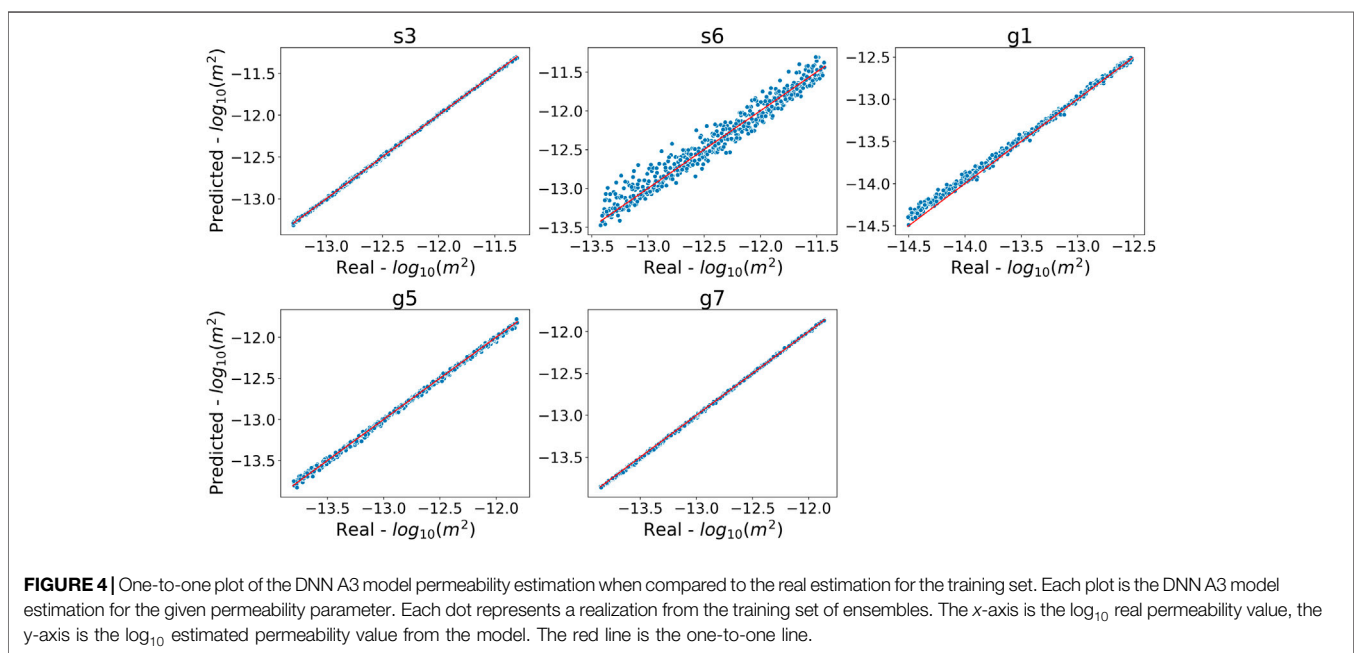 s3
s6
g1
Predicted - log10(m²)
−11.5
−12.0
−12.5
−13.0
−13.0 −12.5 −12.0 −11.5
Real - log10(m²)
−11.5
−12.0
−12.5
−13.0
−13.5
−13.5 −13.0 −12.5 −12.0 −11.5
Real - log10(m²)
−12.5
−13.0
−13.5
−14.0
−14.5
−14.5 −14.0 −13.5 −13.0 −12.5
Real - log10(m²)
g5
g7
Predicted - log10(m²)
−12.0
−12.5
−13.0
−13.5
−13.5 −13.0 −12.5 −12.0
Real - log10(m²)
−12.0
−12.5
−13.0
−13.5
−13.5 −13.0 −12.5 −12.0
Real - log10(m²)
FIGURE 4 | One-to-one plot of the DNN A3 model permeability estimation when compared to the real estimation for the training set. Each plot is the DNN A3 model
estimation for the given permeability parameter. Each dot represents a realization from the training set of ensembles. The x-axis is the log10 real permeability value, the
y-axis is the log10 estimated permeability value from the model. The red line is the one-to-one line.